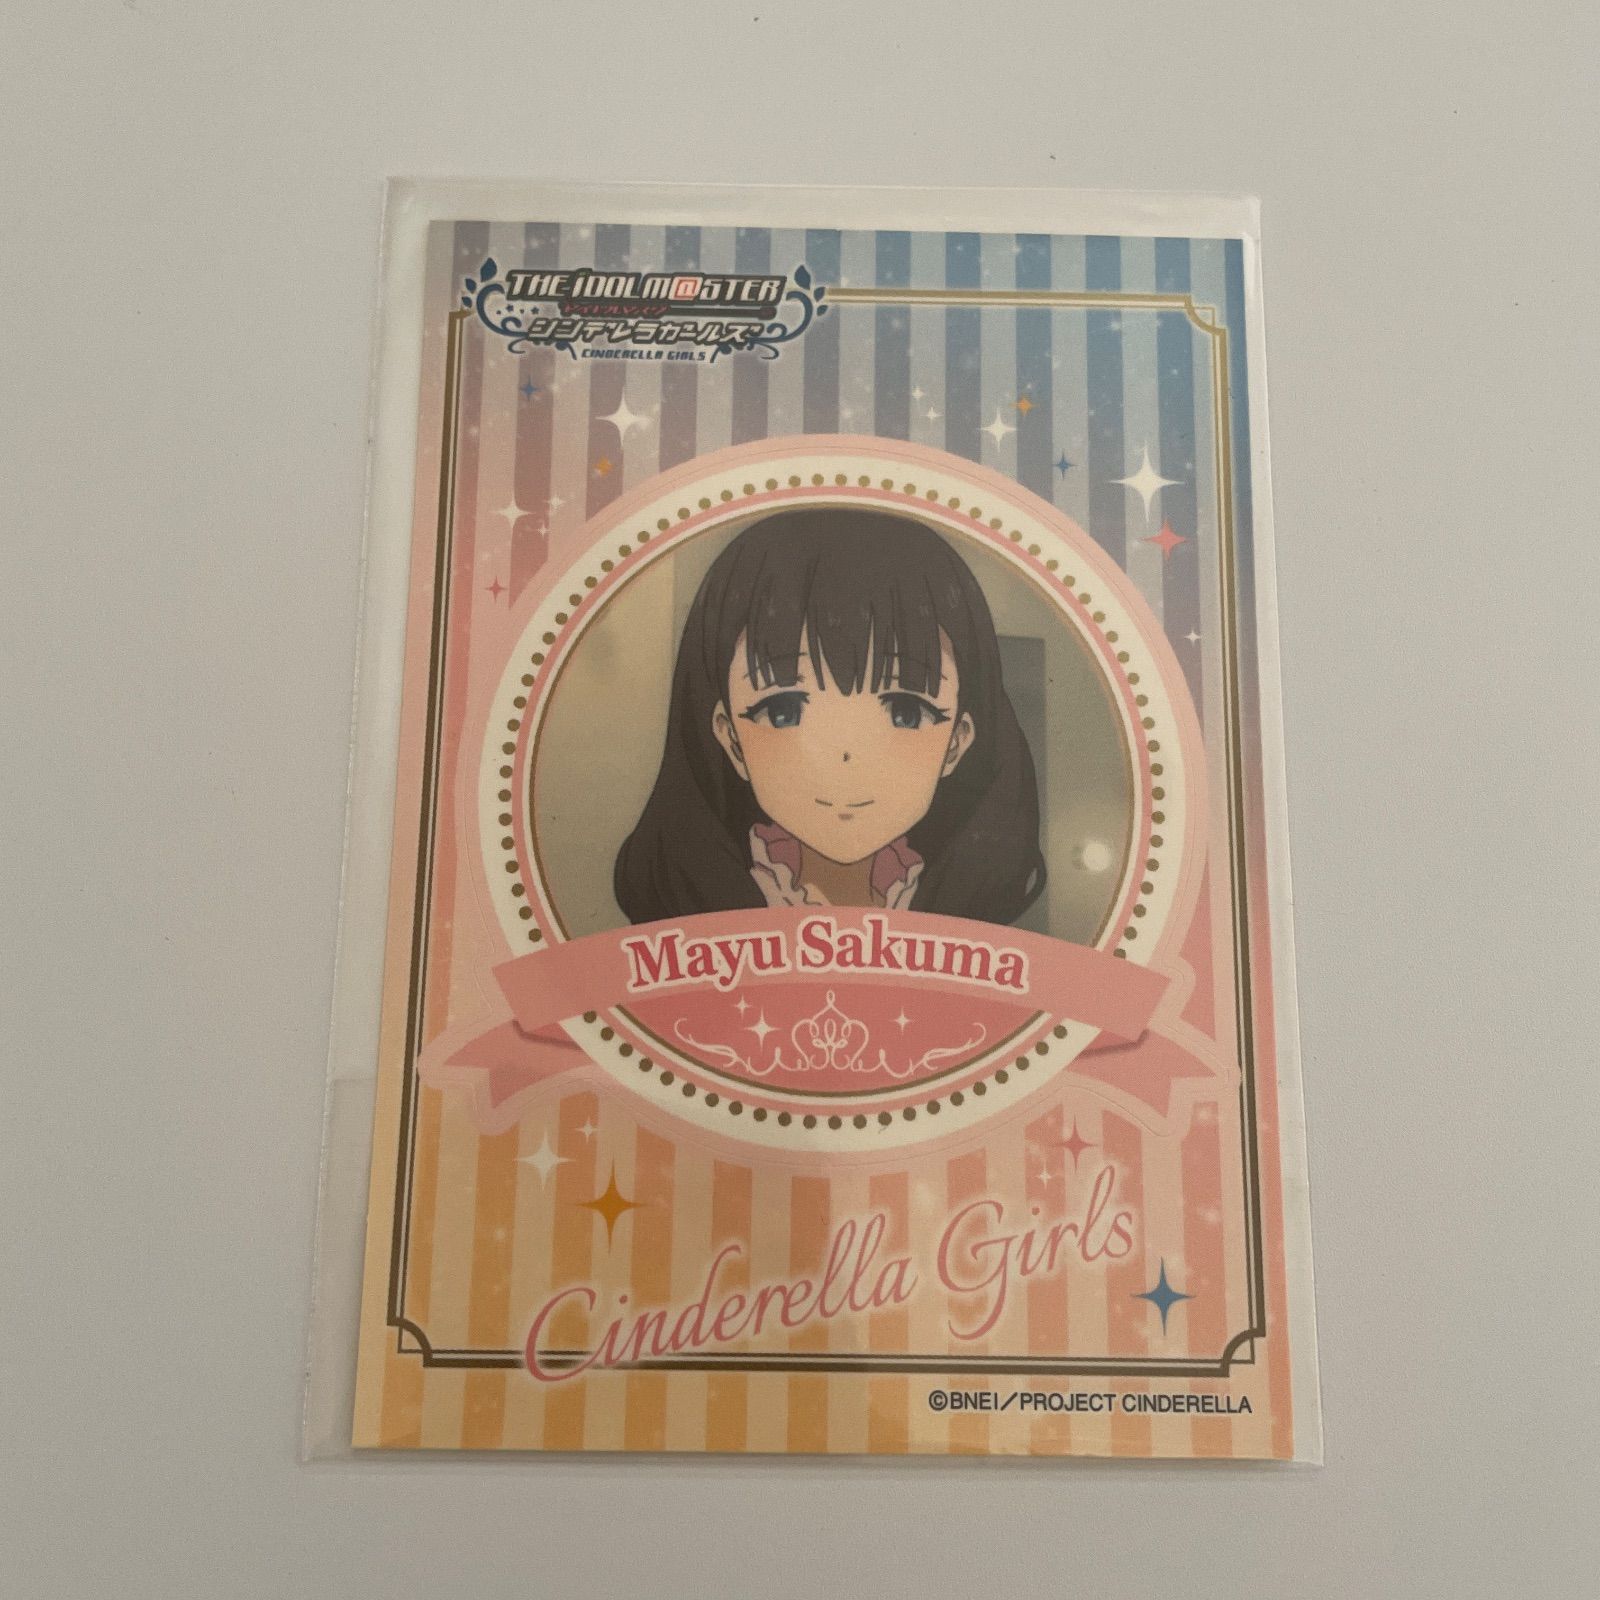 THE iDOLM@STER
アイドルマスター
シンデレラガールズ
CINDERELLA GIRLS
Mayu Sakuma
Cinderella Girls
©BNEI／PROJECT CINDERELLA